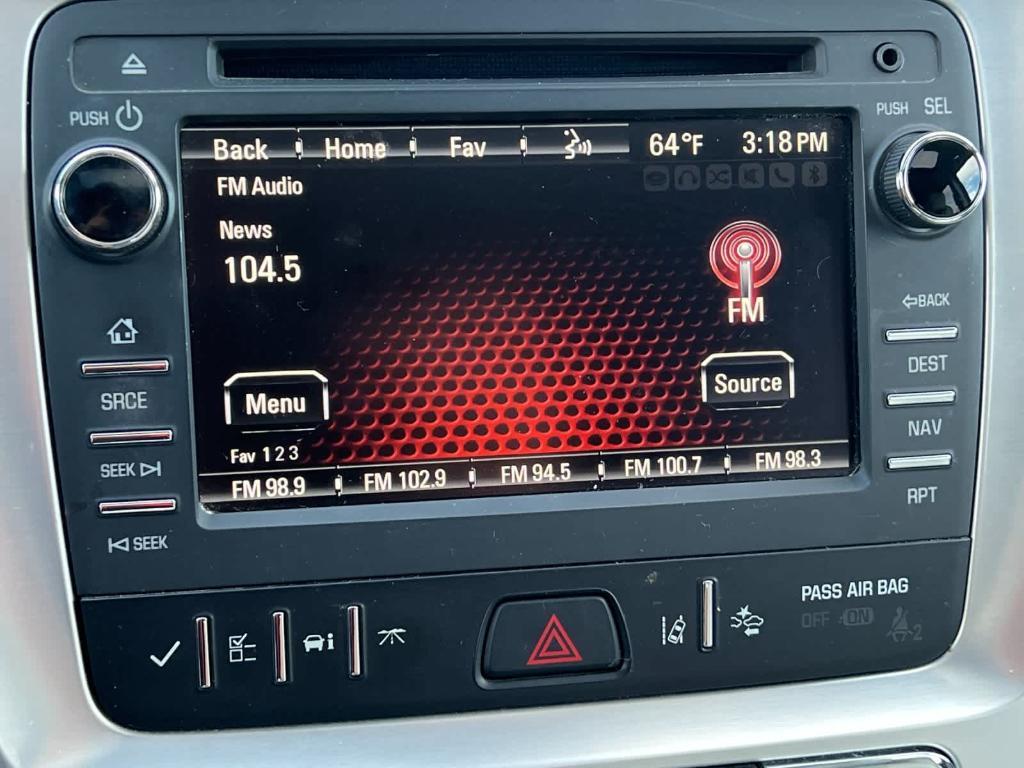 PUSH
PUSH SEL
Back Home Fav 64°F 3:18 PM
FM Audio
News
104.5
FM
BACK
DEST
NAV
RPT
SRCE
SEEK
SEEK
Menu
Source
Fav 1 2 3
FM 98.9 FM 102.9 FM 94.5 FM 100.7 FM 98.3
PASS AIR BAG
OFF ON
2